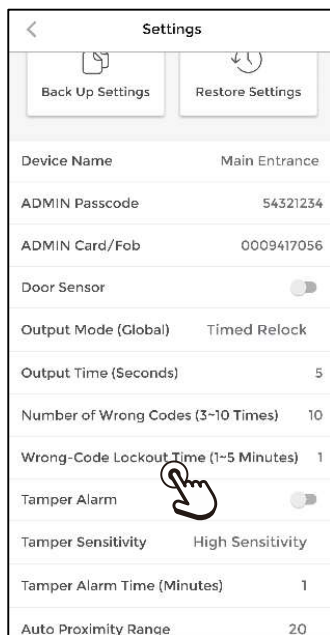 Settings
Back Up Settings Restore Settings
Device Name Main Entrance
ADMIN Passcode 54321234
ADMIN Card/Fob 0009417056
Door Sensor
Output Mode (Global) Timed Relock
Output Time (Seconds) 5
Number of Wrong Codes (3~10 Times) 10
Wrong-Code Lockout Time (1~5 Minutes) 1
Tamper Alarm
Tamper Sensitivity High Sensitivity
Tamper Alarm Time (Minutes) 1
Auto Proximity Range 20